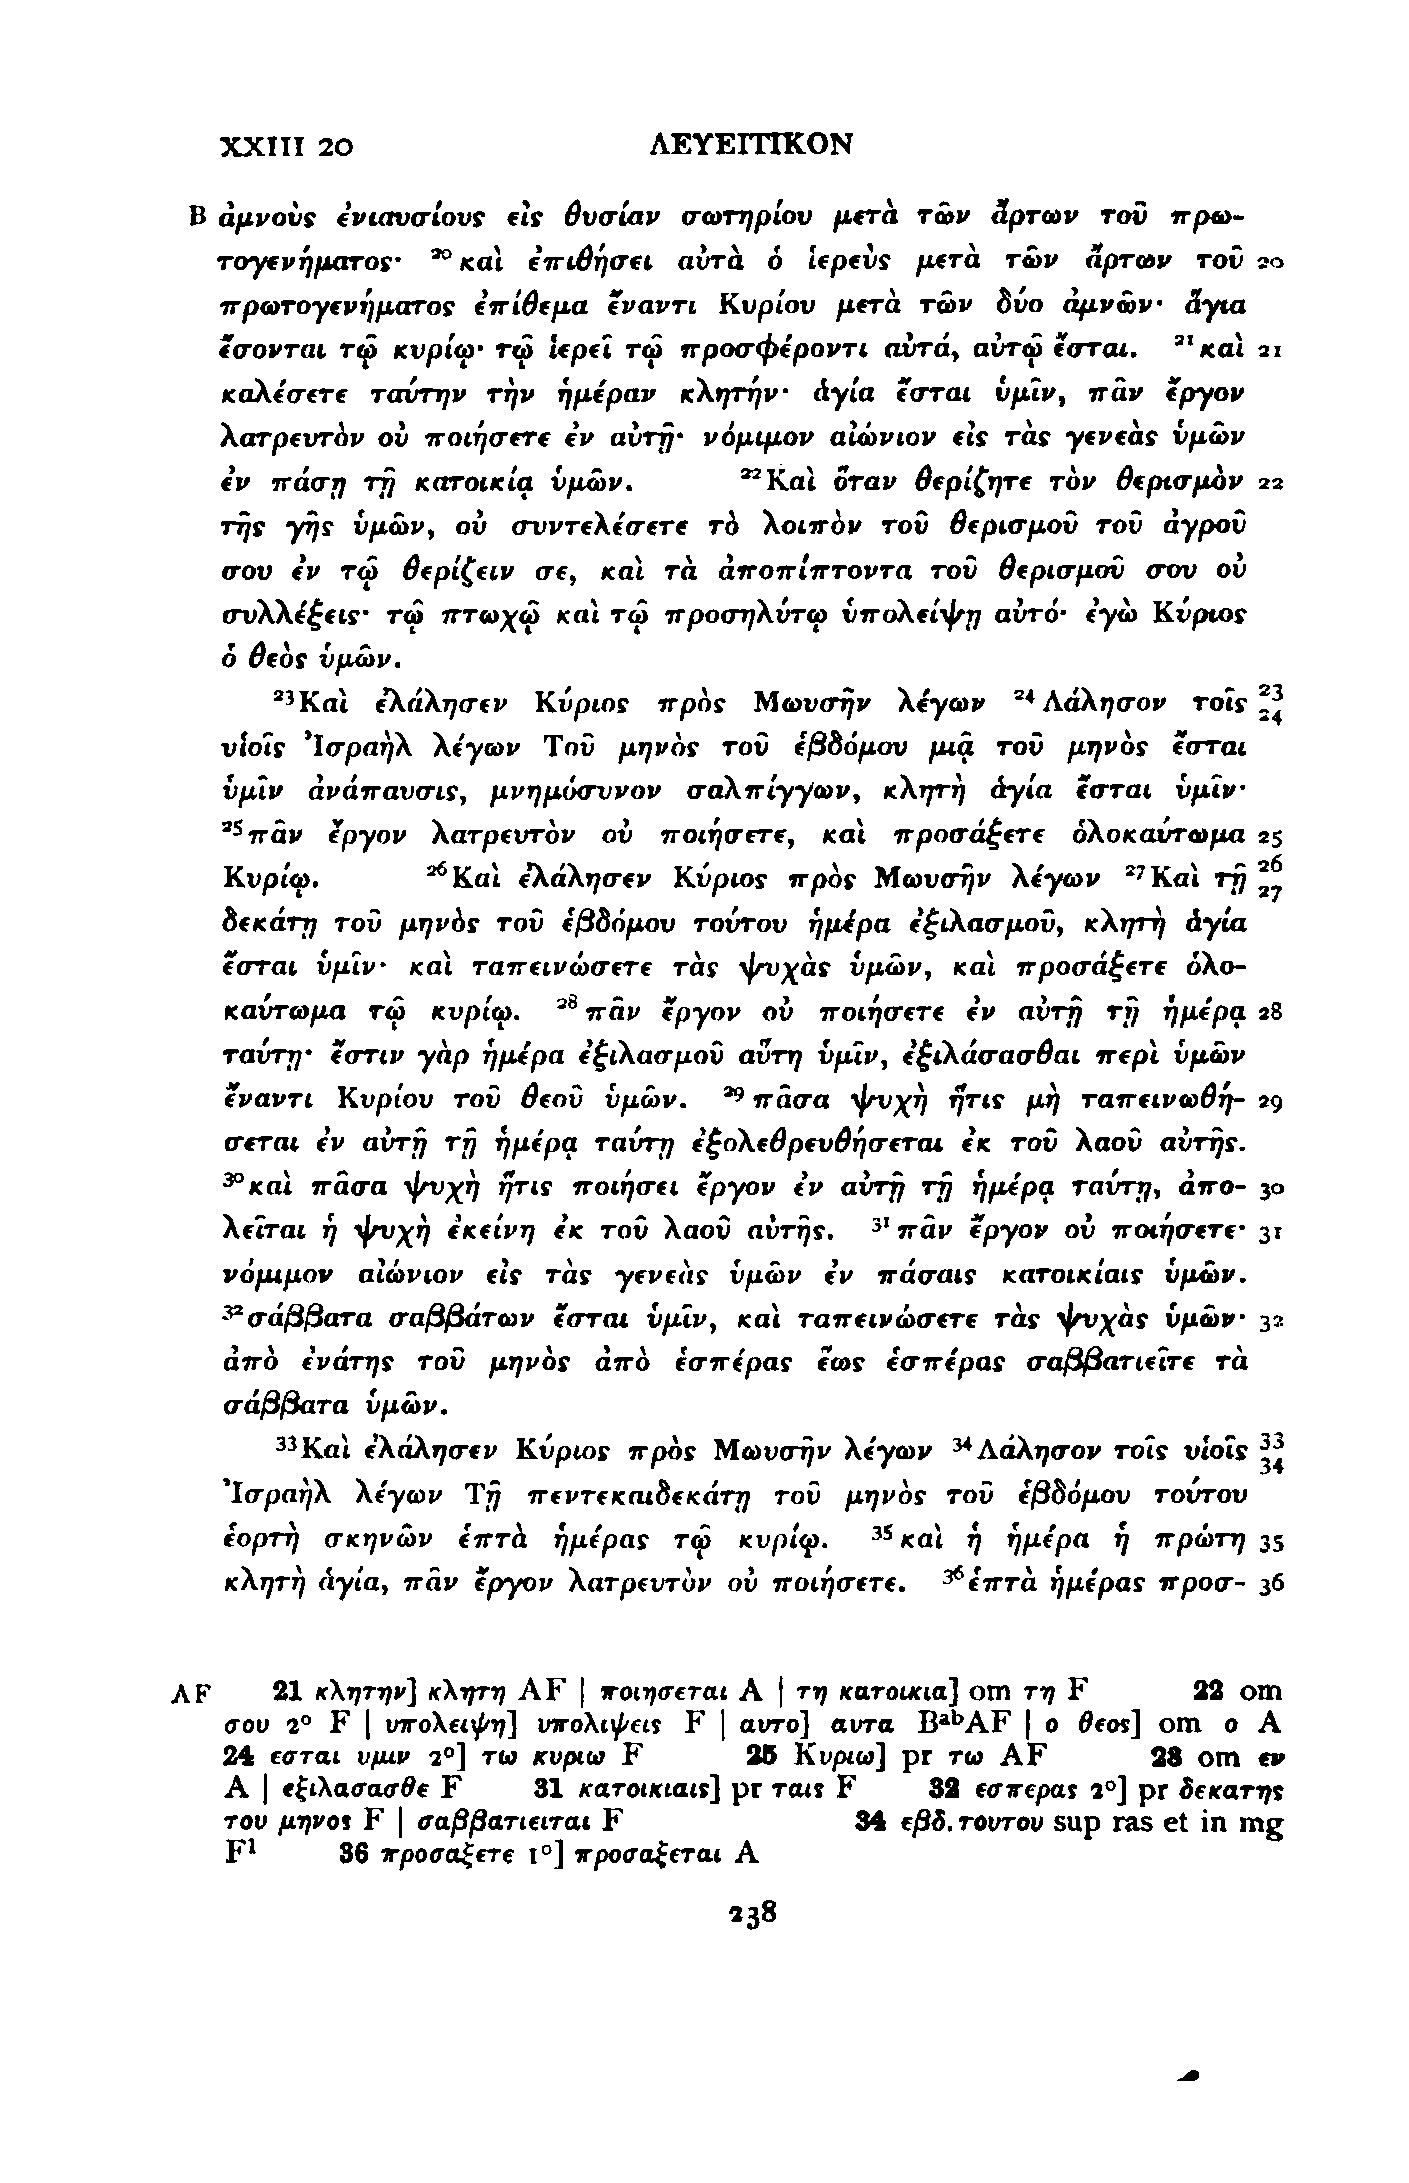 XXIII 20 ΛΕΥΕΙΤΙΚΟΝ
B ἀμνοὺς ἐνιαυσίους εἰς θυσίαν σωτηρίου μετὰ τῶν ἄρτων τοῦ πρω-
τογενήματος· ²⁰καὶ ἐπιθήσει αὐτὰ ὁ ἱερεὺς μετὰ τῶν ἄρτων τοῦ 20
πρωτογενήματος ἐπίθεμα ἔναντι Κυρίου μετὰ τῶν δύο ἀμνῶν· ἅγια
ἔσονται τῷ κυρίῳ· τῷ ἱερεῖ τῷ προσφέροντι αὐτά, αὐτῷ ἔσται. ²¹καὶ 21
καλέσετε ταύτην τὴν ἡμέραν κλητήν· ἁγία ἔσται ὑμῖν, πᾶν ἔργον
λατρευτὸν οὐ ποιήσετε ἐν αὐτῇ· νόμιμον αἰώνιον εἰς τὰς γενεὰς ὑμῶν
ἐν πάσῃ τῇ κατοικίᾳ ὑμῶν. ²²Καὶ ὅταν θερίζητε τὸν θερισμὸν 22
τῆς γῆς ὑμῶν, οὐ συντελέσετε τὸ λοιπὸν τοῦ θερισμοῦ τοῦ ἀγροῦ
σου ἐν τῷ θερίζειν σε, καὶ τὰ ἀποπίπτοντα τοῦ θερισμοῦ σου οὐ
συλλέξεις· τῷ πτωχῷ καὶ τῷ προσηλύτῳ ὑπολείψῃ αὐτό· ἐγὼ Κύριος
ὁ θεὸς ὑμῶν.
²³Καὶ ἐλάλησεν Κύριος πρὸς Μωυσῆν λέγων ²⁴Λάλησον τοῖς 23 24
υἱοῖς Ἰσραὴλ λέγων Τοῦ μηνὸς τοῦ ἑβδόμου μιᾷ τοῦ μηνὸς ἔσται
ὑμῖν ἀνάπαυσις, μνημόσυνον σαλπίγγων, κλητὴ ἁγία ἔσται ὑμῖν·
²⁵πᾶν ἔργον λατρευτὸν οὐ ποιήσετε, καὶ προσάξετε ὁλοκαύτωμα 25
Κυρίῳ. ²⁶Καὶ ἐλάλησεν Κύριος πρὸς Μωυσῆν λέγων ²⁷Καὶ τῇ 26 27
δεκάτῃ τοῦ μηνὸς τοῦ ἑβδόμου τούτου ἡμέρα ἐξιλασμοῦ, κλητὴ ἁγία
ἔσται ὑμῖν· καὶ ταπεινώσετε τὰς ψυχὰς ὑμῶν, καὶ προσάξετε ὁλο-
καύτωμα τῷ κυρίῳ. ²⁸πᾶν ἔργον οὐ ποιήσετε ἐν αὐτῇ τῇ ἡμέρᾳ 28
ταύτῃ· ἔστιν γὰρ ἡμέρα ἐξιλασμοῦ αὕτη ὑμῖν, ἐξιλάσασθαι περὶ ὑμῶν
ἔναντι Κυρίου τοῦ θεοῦ ὑμῶν. ²⁹πᾶσα ψυχὴ ἥτις μὴ ταπεινωθή- 29
σεται ἐν αὐτῇ τῇ ἡμέρᾳ ταύτῃ ἐξολεθρευθήσεται ἐκ τοῦ λαοῦ αὐτῆς.
³⁰καὶ πᾶσα ψυχὴ ἥτις ποιήσει ἔργον ἐν αὐτῇ τῇ ἡμέρᾳ ταύτῃ, ἀπο- 30
λεῖται ἡ ψυχὴ ἐκείνη ἐκ τοῦ λαοῦ αὐτῆς. ³¹πᾶν ἔργον οὐ ποιήσετε· 31
νόμιμον αἰώνιον εἰς τὰς γενεὰς ὑμῶν ἐν πάσαις κατοικίαις ὑμῶν.
³²σάββατα σαββάτων ἔσται ὑμῖν, καὶ ταπεινώσετε τὰς ψυχὰς ὑμῶν· 32
ἀπὸ ἐνάτης τοῦ μηνὸς ἀπὸ ἑσπέρας ἕως ἑσπέρας σαββατιεῖτε τὰ
σάββατα ὑμῶν.
³³Καὶ ἐλάλησεν Κύριος πρὸς Μωυσῆν λέγων ³⁴Λάλησον τοῖς υἱοῖς 33 34
Ἰσραὴλ λέγων Τῇ πεντεκαιδεκάτῃ τοῦ μηνὸς τοῦ ἑβδόμου τούτου
ἑορτὴ σκηνῶν ἑπτὰ ἡμέρας τῷ κυρίῳ. ³⁵καὶ ἡ ἡμέρα ἡ πρώτη 35
κλητὴ ἁγία, πᾶν ἔργον λατρευτὸν οὐ ποιήσετε. ³⁶ἑπτὰ ἡμέρας προσ- 36
AF 21 κλητην] κλητη AF | ποιησεται A | τη κατοικια] om τη F 22 om
σου 2° F | υπολειψη] υπολιψεις F | αυτο] αυτα BᵃᵇAF | ο θεος] om ο A
24 εσται υμιν 2°] τω κυριω F 25 Κυριω] pr τω AF 28 om εν
A | εξιλασασθε F 31 κατοικιαις] pr ταις F 32 εσπερας 2°] pr δεκατης
του μηνος F | σαββατιειται F 34 εβδ. τουτου sup ras et in mg
F¹ 36 προσαξετε 1°] προσαξεται A
238